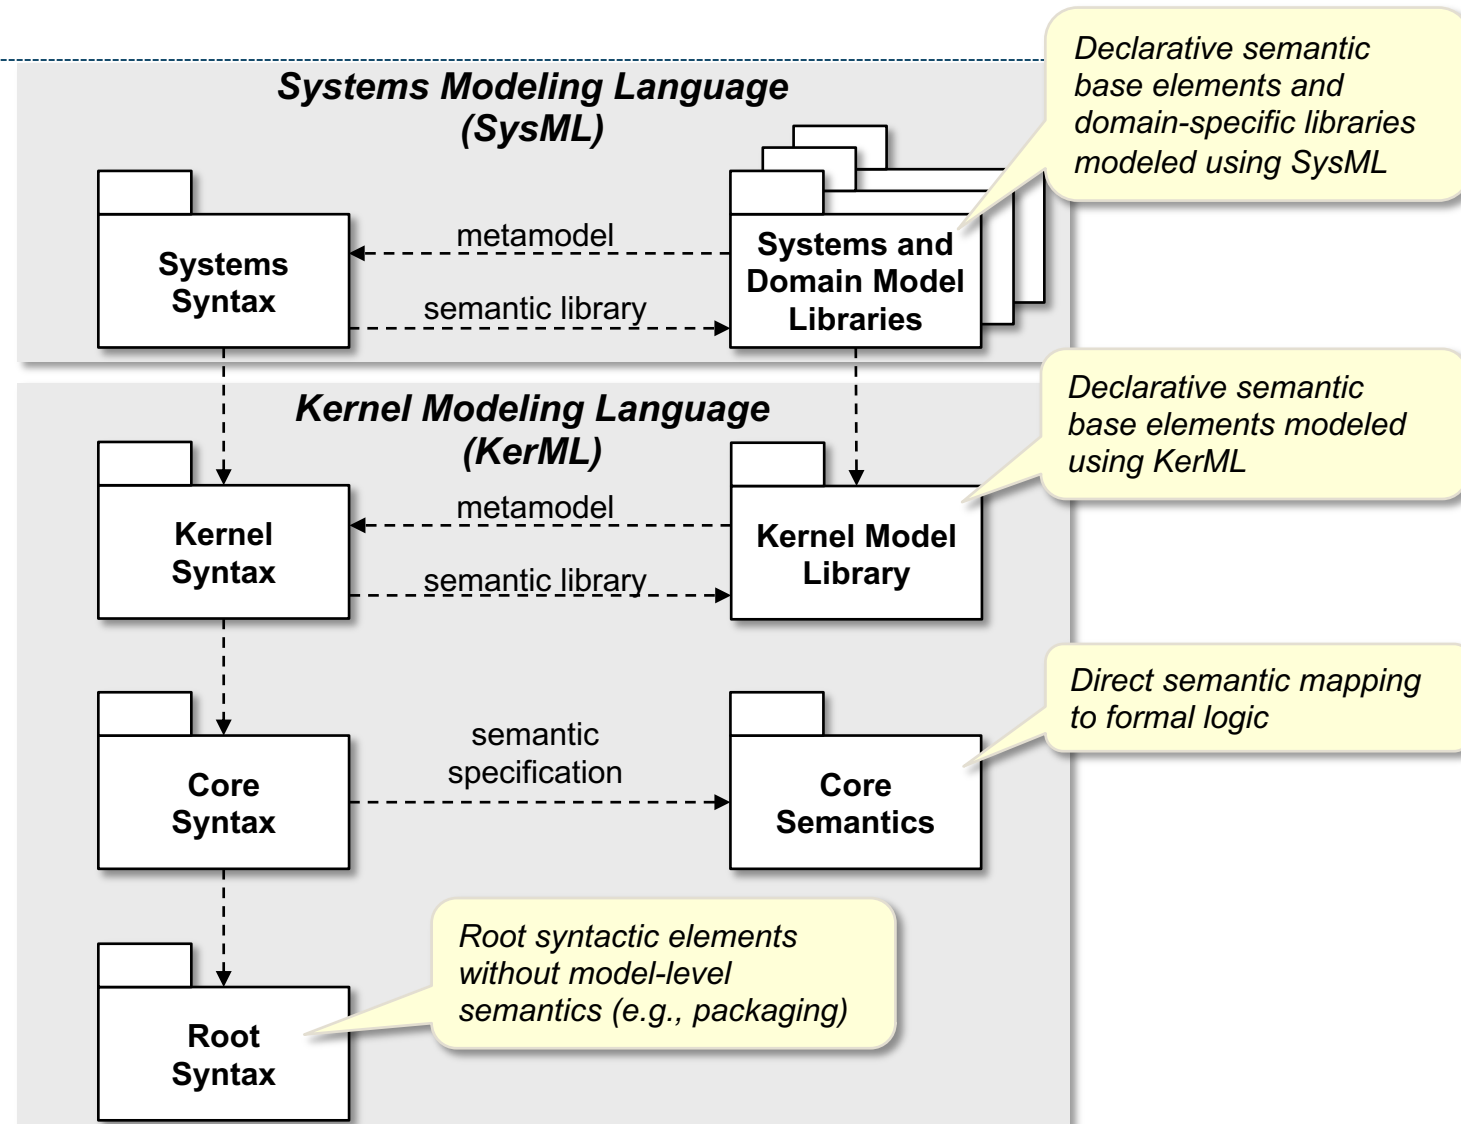 Systems Modeling Language
(SysML)
Declarative semantic
base elements and
domain-specific libraries
modeled using SysML
Systems
Syntax
metamodel
semantic library
Systems and
Domain Model
Libraries
Kernel Modeling Language
(KerML)
Declarative semantic
base elements modeled
using KerML
Kernel
Syntax
metamodel
semantic library
Kernel Model
Library
Core
Syntax
semantic
specification
Core
Semantics
Direct semantic mapping
to formal logic
Root
Syntax
Root syntactic elements
without model-level
semantics (e.g., packaging)